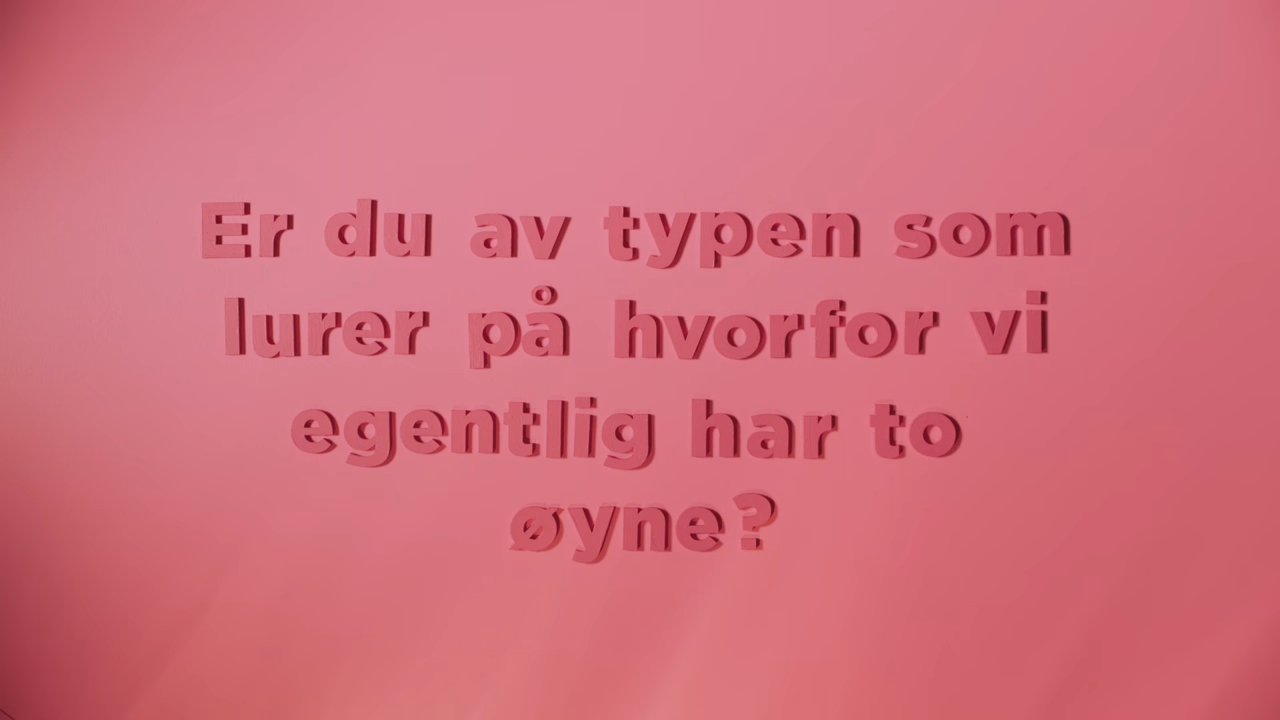 Er du av typen som
lurer på hvorfor vi
egentlig har to
øyne?